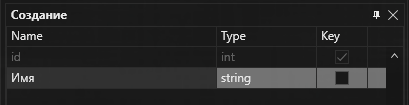 Создание
Name Type Key
id int
Имя string